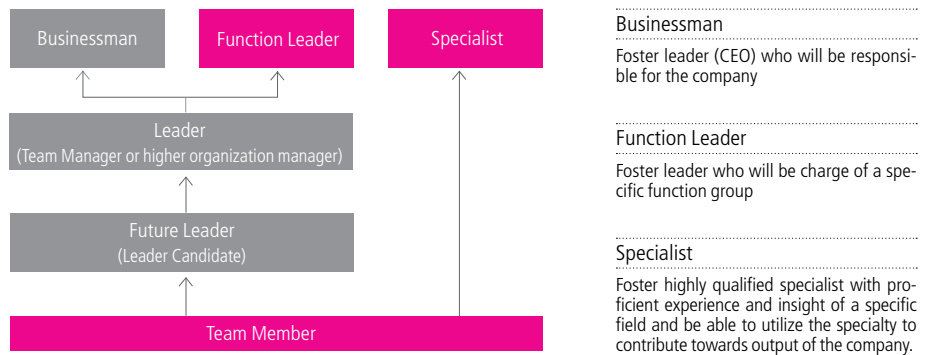 Businessman
Function Leader
Specialist
Leader
(Team Manager or higher organization manager)
Future Leader
(Leader Candidate)
Team Member
Businessman
Foster leader (CEO) who will be responsi-
ble for the company
Function Leader
Foster leader who will be charge of a spe-
cific function group
Specialist
Foster highly qualified specialist with pro-
ficient experience and insight of a specific
field and be able to utilize the specialty to
contribute towards output of the company.